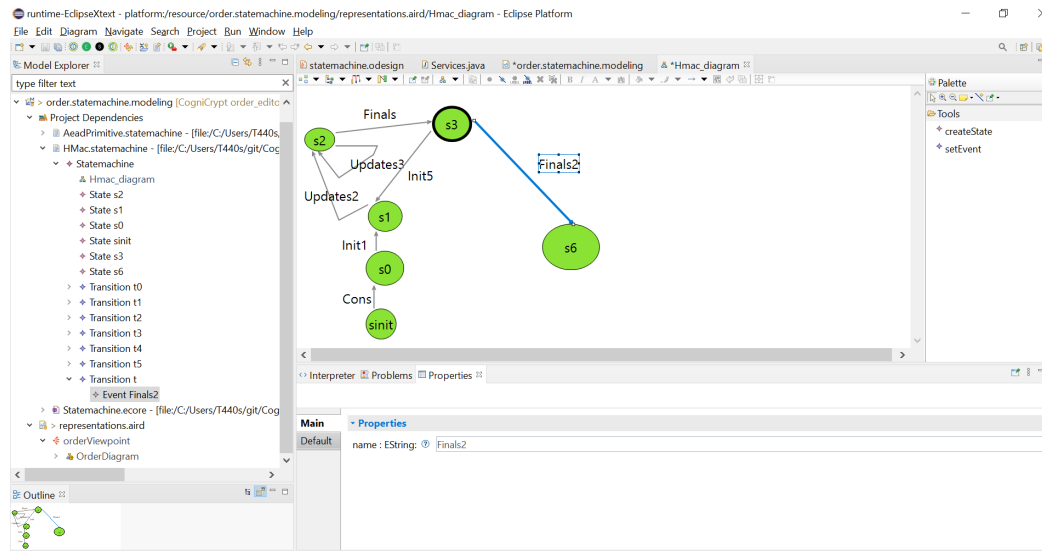 runtime-EclipseXtext - platform:/resource/order.statemachine.modeling/representations.aird/Hmac_diagram - Eclipse Platform
File Edit Diagram Navigate Search Project Run Window Help
Model Explorer
type filter text
> order.statemachine.modeling [CogniCrypt order_edito
Project Dependencies
AeadPrimitive.statemachine - [file:/C:/Users/T440s,
HMac.statemachine - [file:/C:/Users/T440s/git/Cog
Statemachine
Hmac_diagram
State s2
State s1
State s0
State sinit
State s3
State s6
Transition t0
Transition t1
Transition t2
Transition t3
Transition t4
Transition t5
Transition t
Event Finals2
Statemachine.ecore - [file:/C:/Users/T440s/git/Cog
> representations.aird
orderViewpoint
OrderDiagram
Outline
statemachine.odesign
Services.java
*order.statemachine.modeling
*Hmac_diagram
Finals
s3
s2
Updates3
Finals2
Init5
Updates2
s1
Init1
s6
s0
Cons
sinit
Palette
Tools
createState
setEvent
Interpreter Problems Properties
Main
Properties
Default
name : EString: Finals2